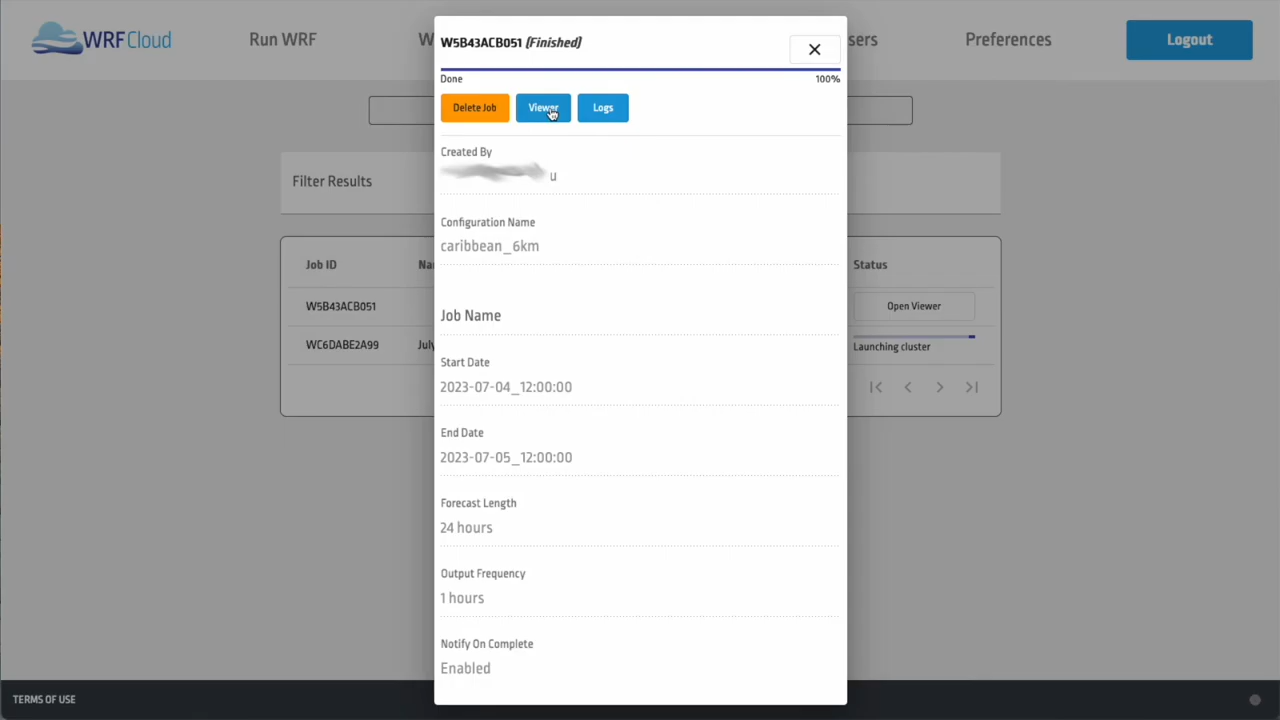 WRFCloud
Run WRF
W
sers
Preferences
Logout
W5B43ACB051 (Finished)
Done
100%
Delete Job
Viewer
Logs
Created By
u
Configuration Name
caribbean_6km
Job Name
Start Date
2023-07-04_12:00:00
End Date
2023-07-05_12:00:00
Forecast Length
24 hours
Output Frequency
1 hours
Notify On Complete
Enabled
Filter Results
Job ID
Na
Status
W5B43ACB051
Open Viewer
WC6DABE2A99
July
Launching cluster
TERMS OF USE